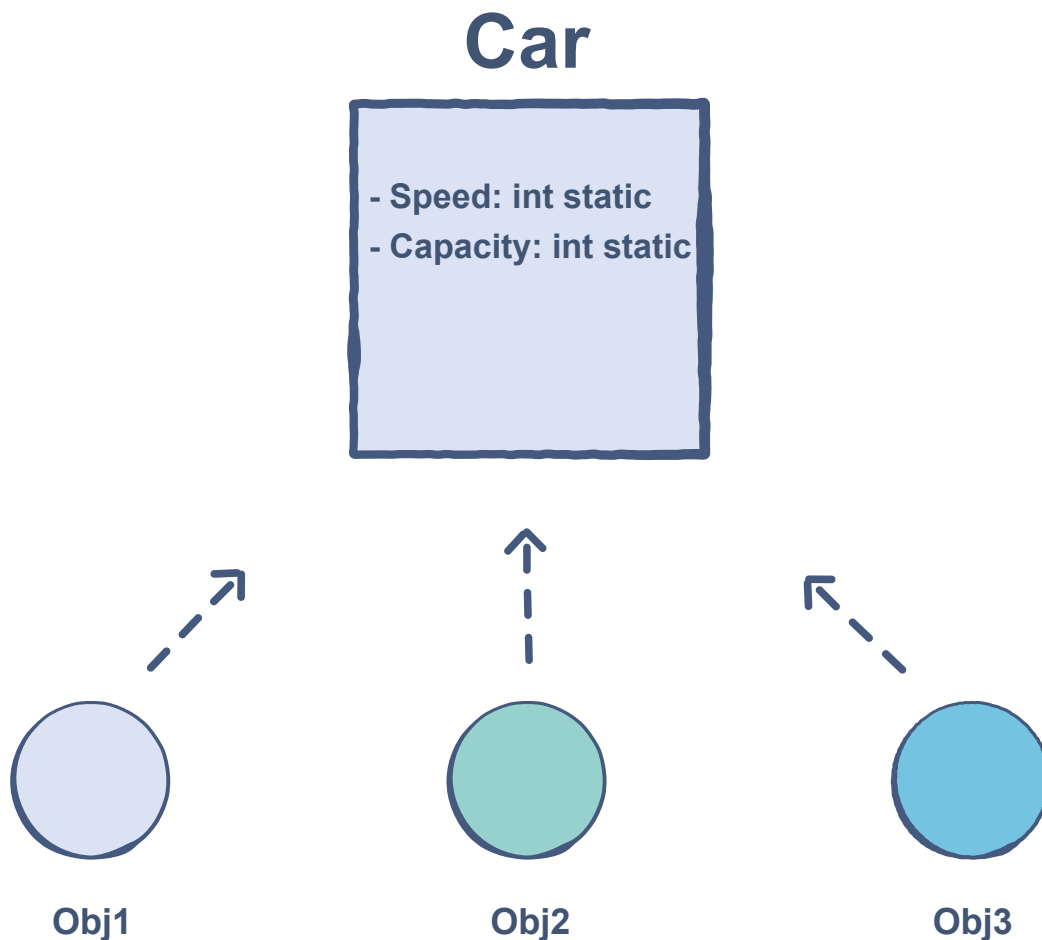 Car
- Speed: int static
- Capacity: int static
Obj1
Obj2
Obj3